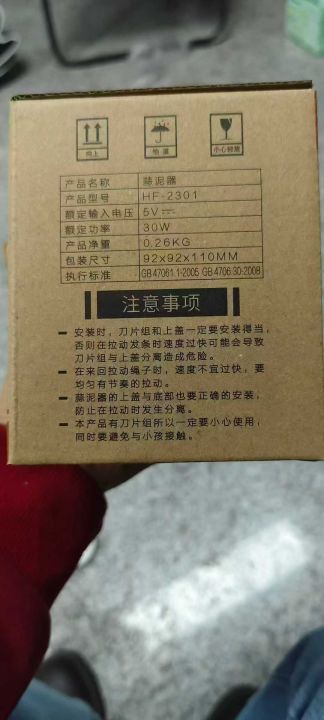 向上
怕湿
小心轻放
产品名称 蒜泥器
产品型号 HF-2301
额定输入电压 5V⎓
额定功率 30W
产品净量 0.26KG
包装尺寸 92x92x110MM
执行标准 GB 47061.1-2005 GB 4706.30-2008
注意事项
安装时，刀片组和上盖一定要安装得当，
否则在拉动发条时速度过快可能会导致
刀片组与上盖分离造成危险。
在来回拉动绳子时，速度不宜过快，要
均匀有节奏的拉动。
蒜泥器的上盖与底部也要正确的安装，
防止在拉动时发生分离。
本产品有刀片组所以一定要小心使用，
同时要避免与小孩接触。